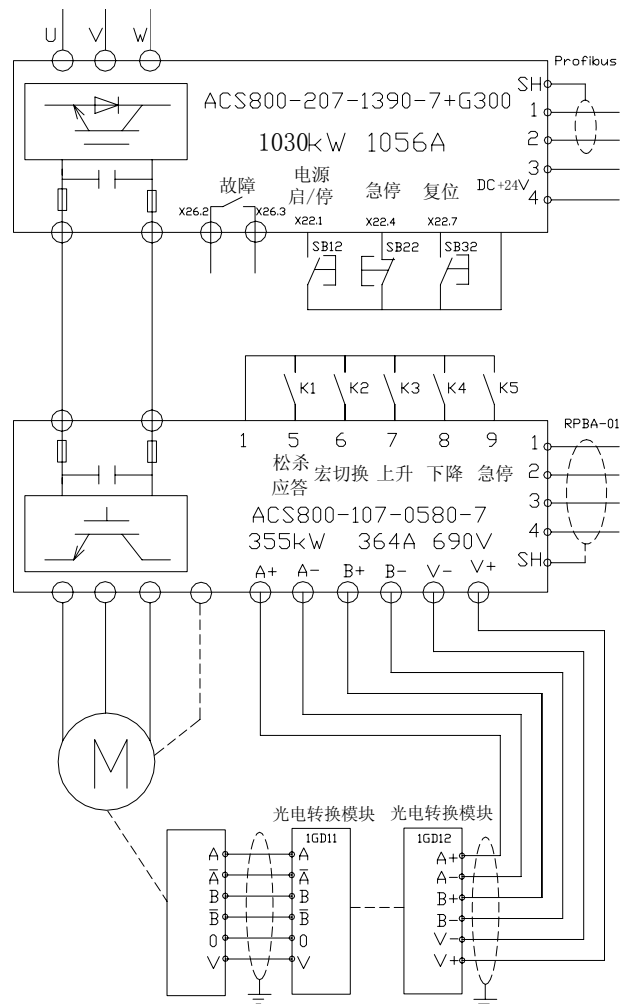 U V W
Profibus
SH
ACS800-207-1390-7+G300
1
1030kW 1056A
2
3
DC+24V
4
故障
电源
启/停
急停
复位
X26.2 X26.3 X22.1 X22.4 X22.7
SB12 SB22 SB32
K1 K2 K3 K4 K5
RPBA-01
1 5 6 7 8 9
1
2
3
4
SH
松杀
应答
宏切换 上升 下降 急停
ACS800-107-0580-7
355kW 364A 690V
A+ A- B+ B- V- V+
M
光电转换模块 光电转换模块
1GD11 1GD12
A A A+
A̅ A̅ A-
B B B+
B̅ B̅ B-
0 0 V-
V V V+